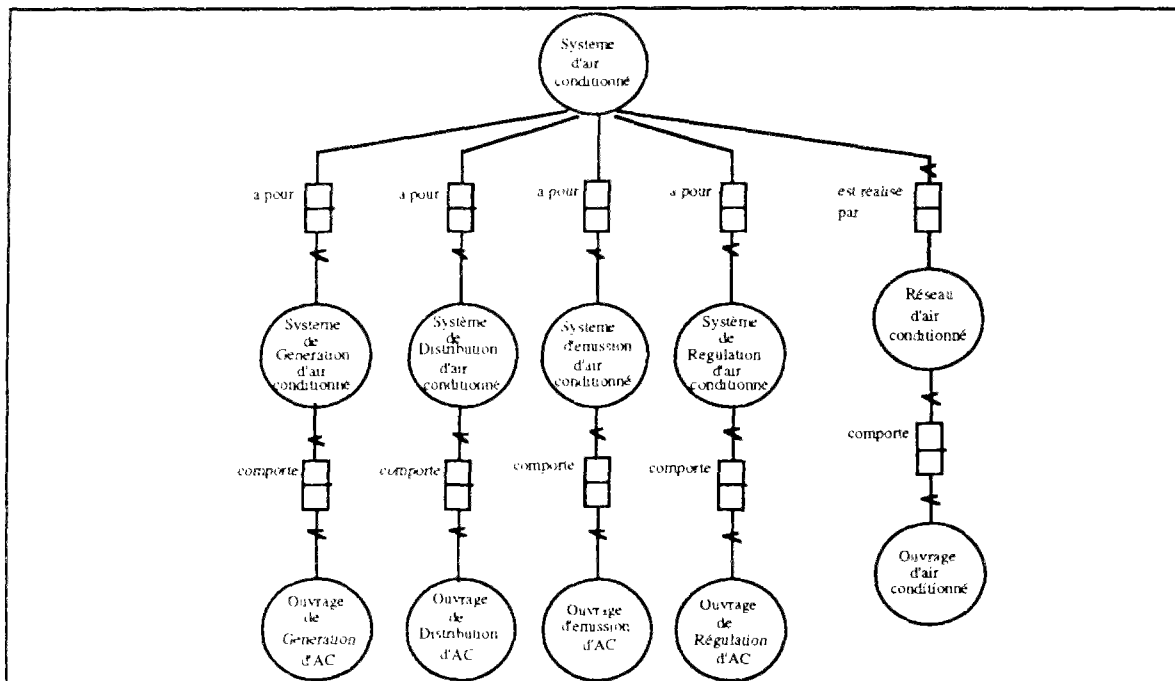 Système
d'air
conditionné
a pour
a pour
a pour
a pour
est réalisé
par
Système
de
Génération
d'air
conditionné
Système
de
Distribution
d'air
conditionné
Système
d'émission
d'air
conditionné
Système
de
Régulation
d'air
conditionné
Réseau
d'air
conditionné
comporte
comporte
comporte
comporte
comporte
Ouvrage
de
Génération
d'AC
Ouvrage
de
Distribution
d'AC
Ouvrage
d'émission
d'AC
Ouvrage
de
Régulation
d'AC
Ouvrage
d'air
conditionné